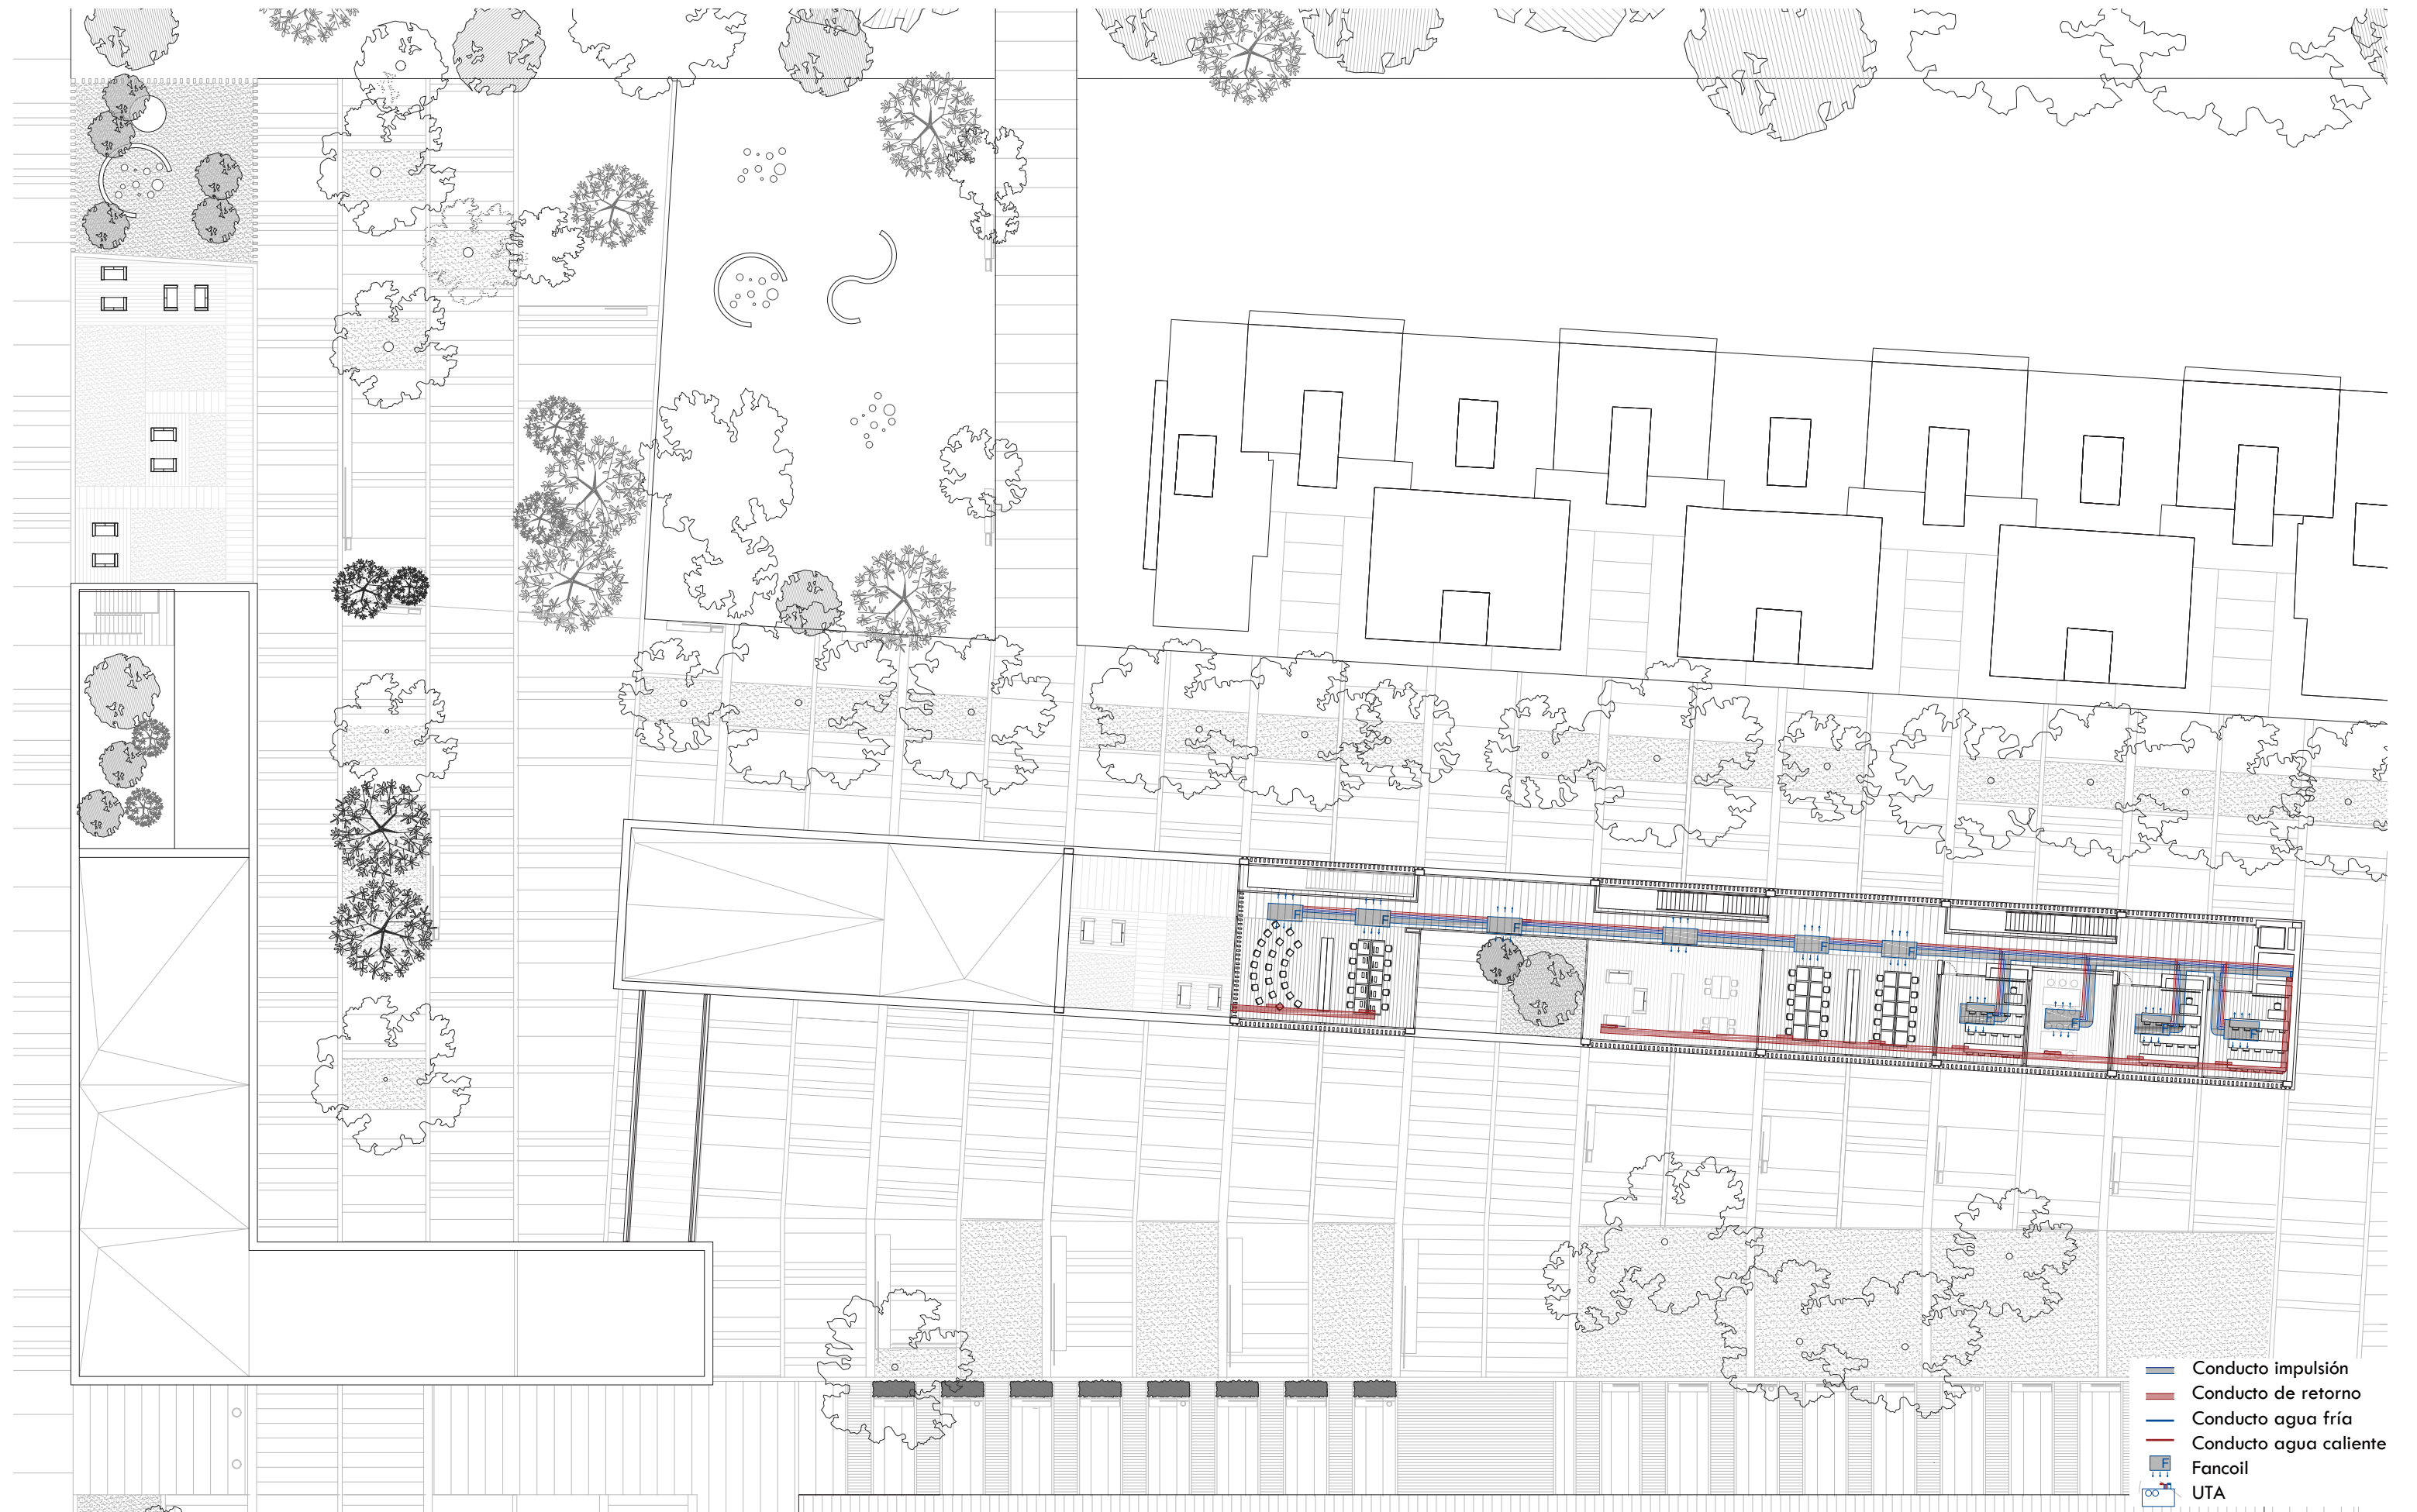 F
F
F
F
F
F
F
F
F
F
Conducto impulsión
Conducto de retorno
Conducto agua fría
Conducto agua caliente
F
Fancoil
UTA